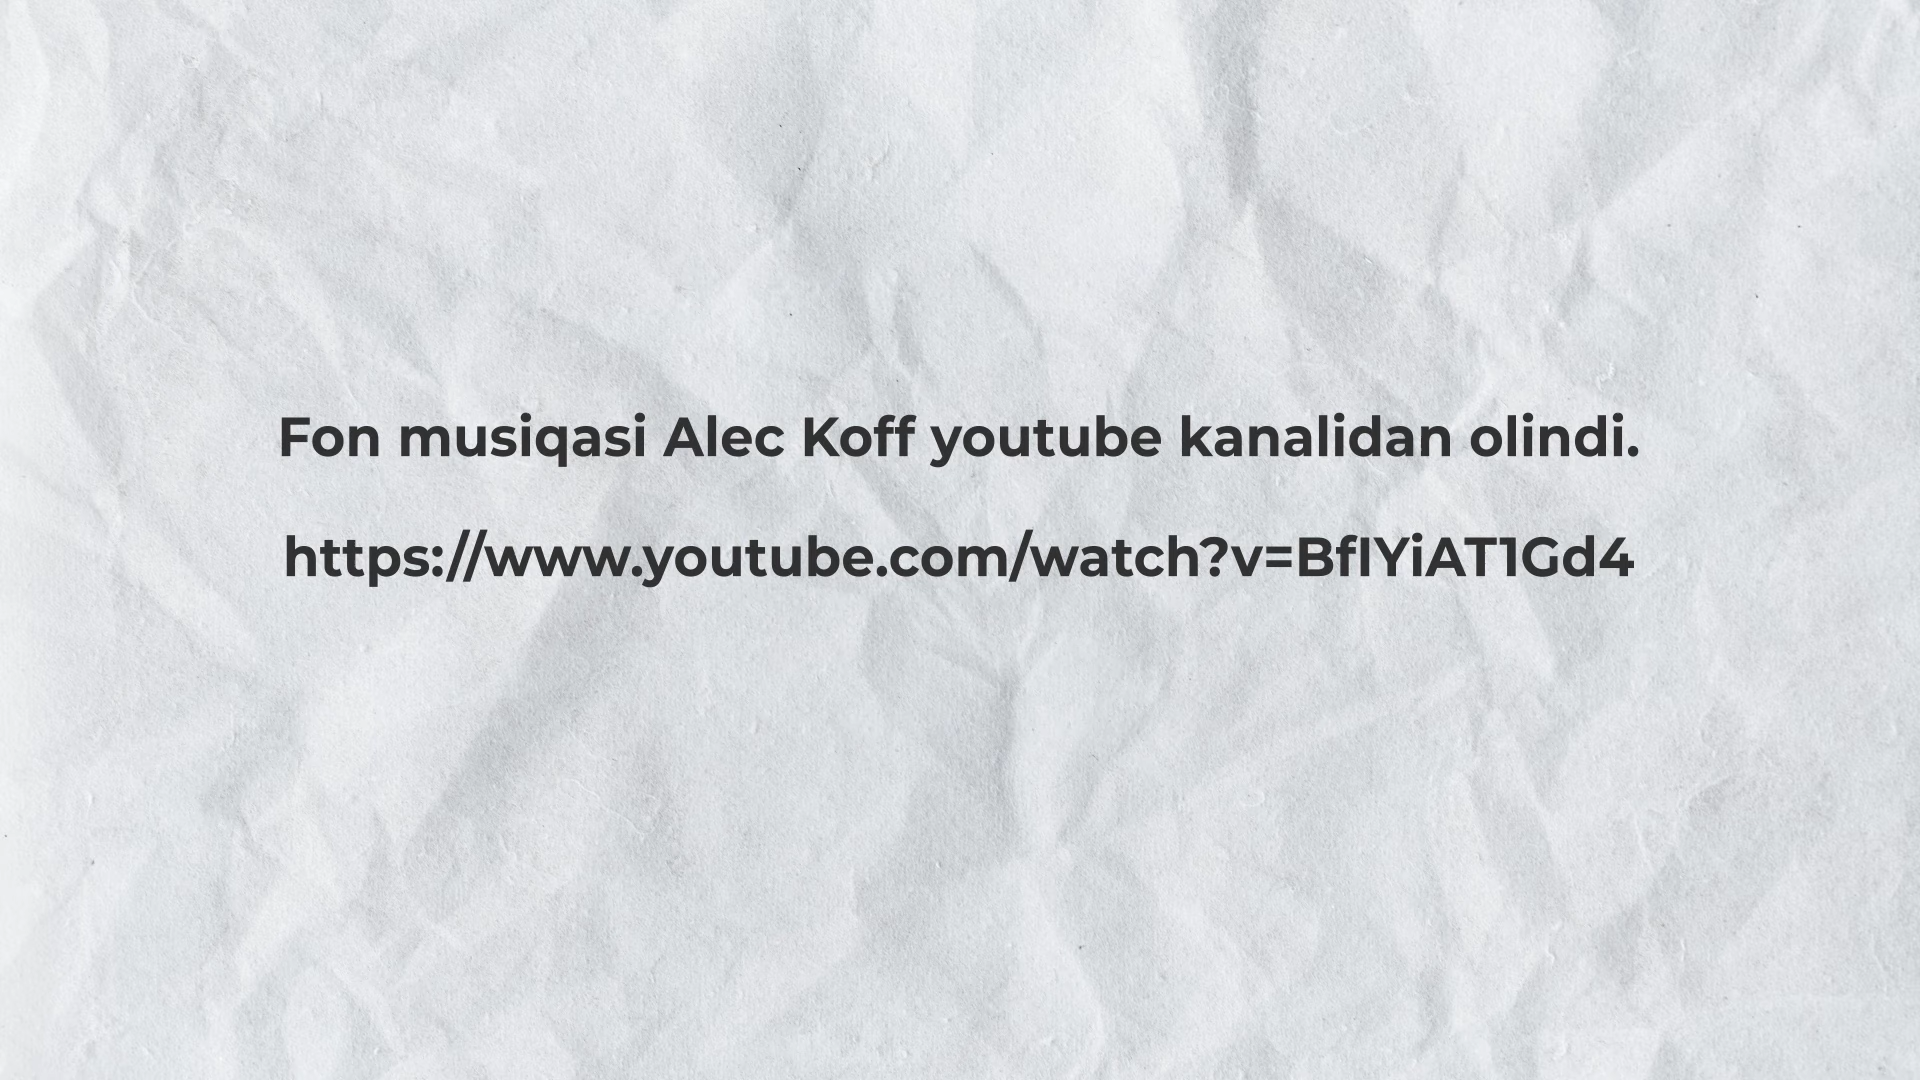 Fon musiqasi Alec Koff youtube kanalidan olindi.
https://www.youtube.com/watch?v=BfIYiAT1Gd4